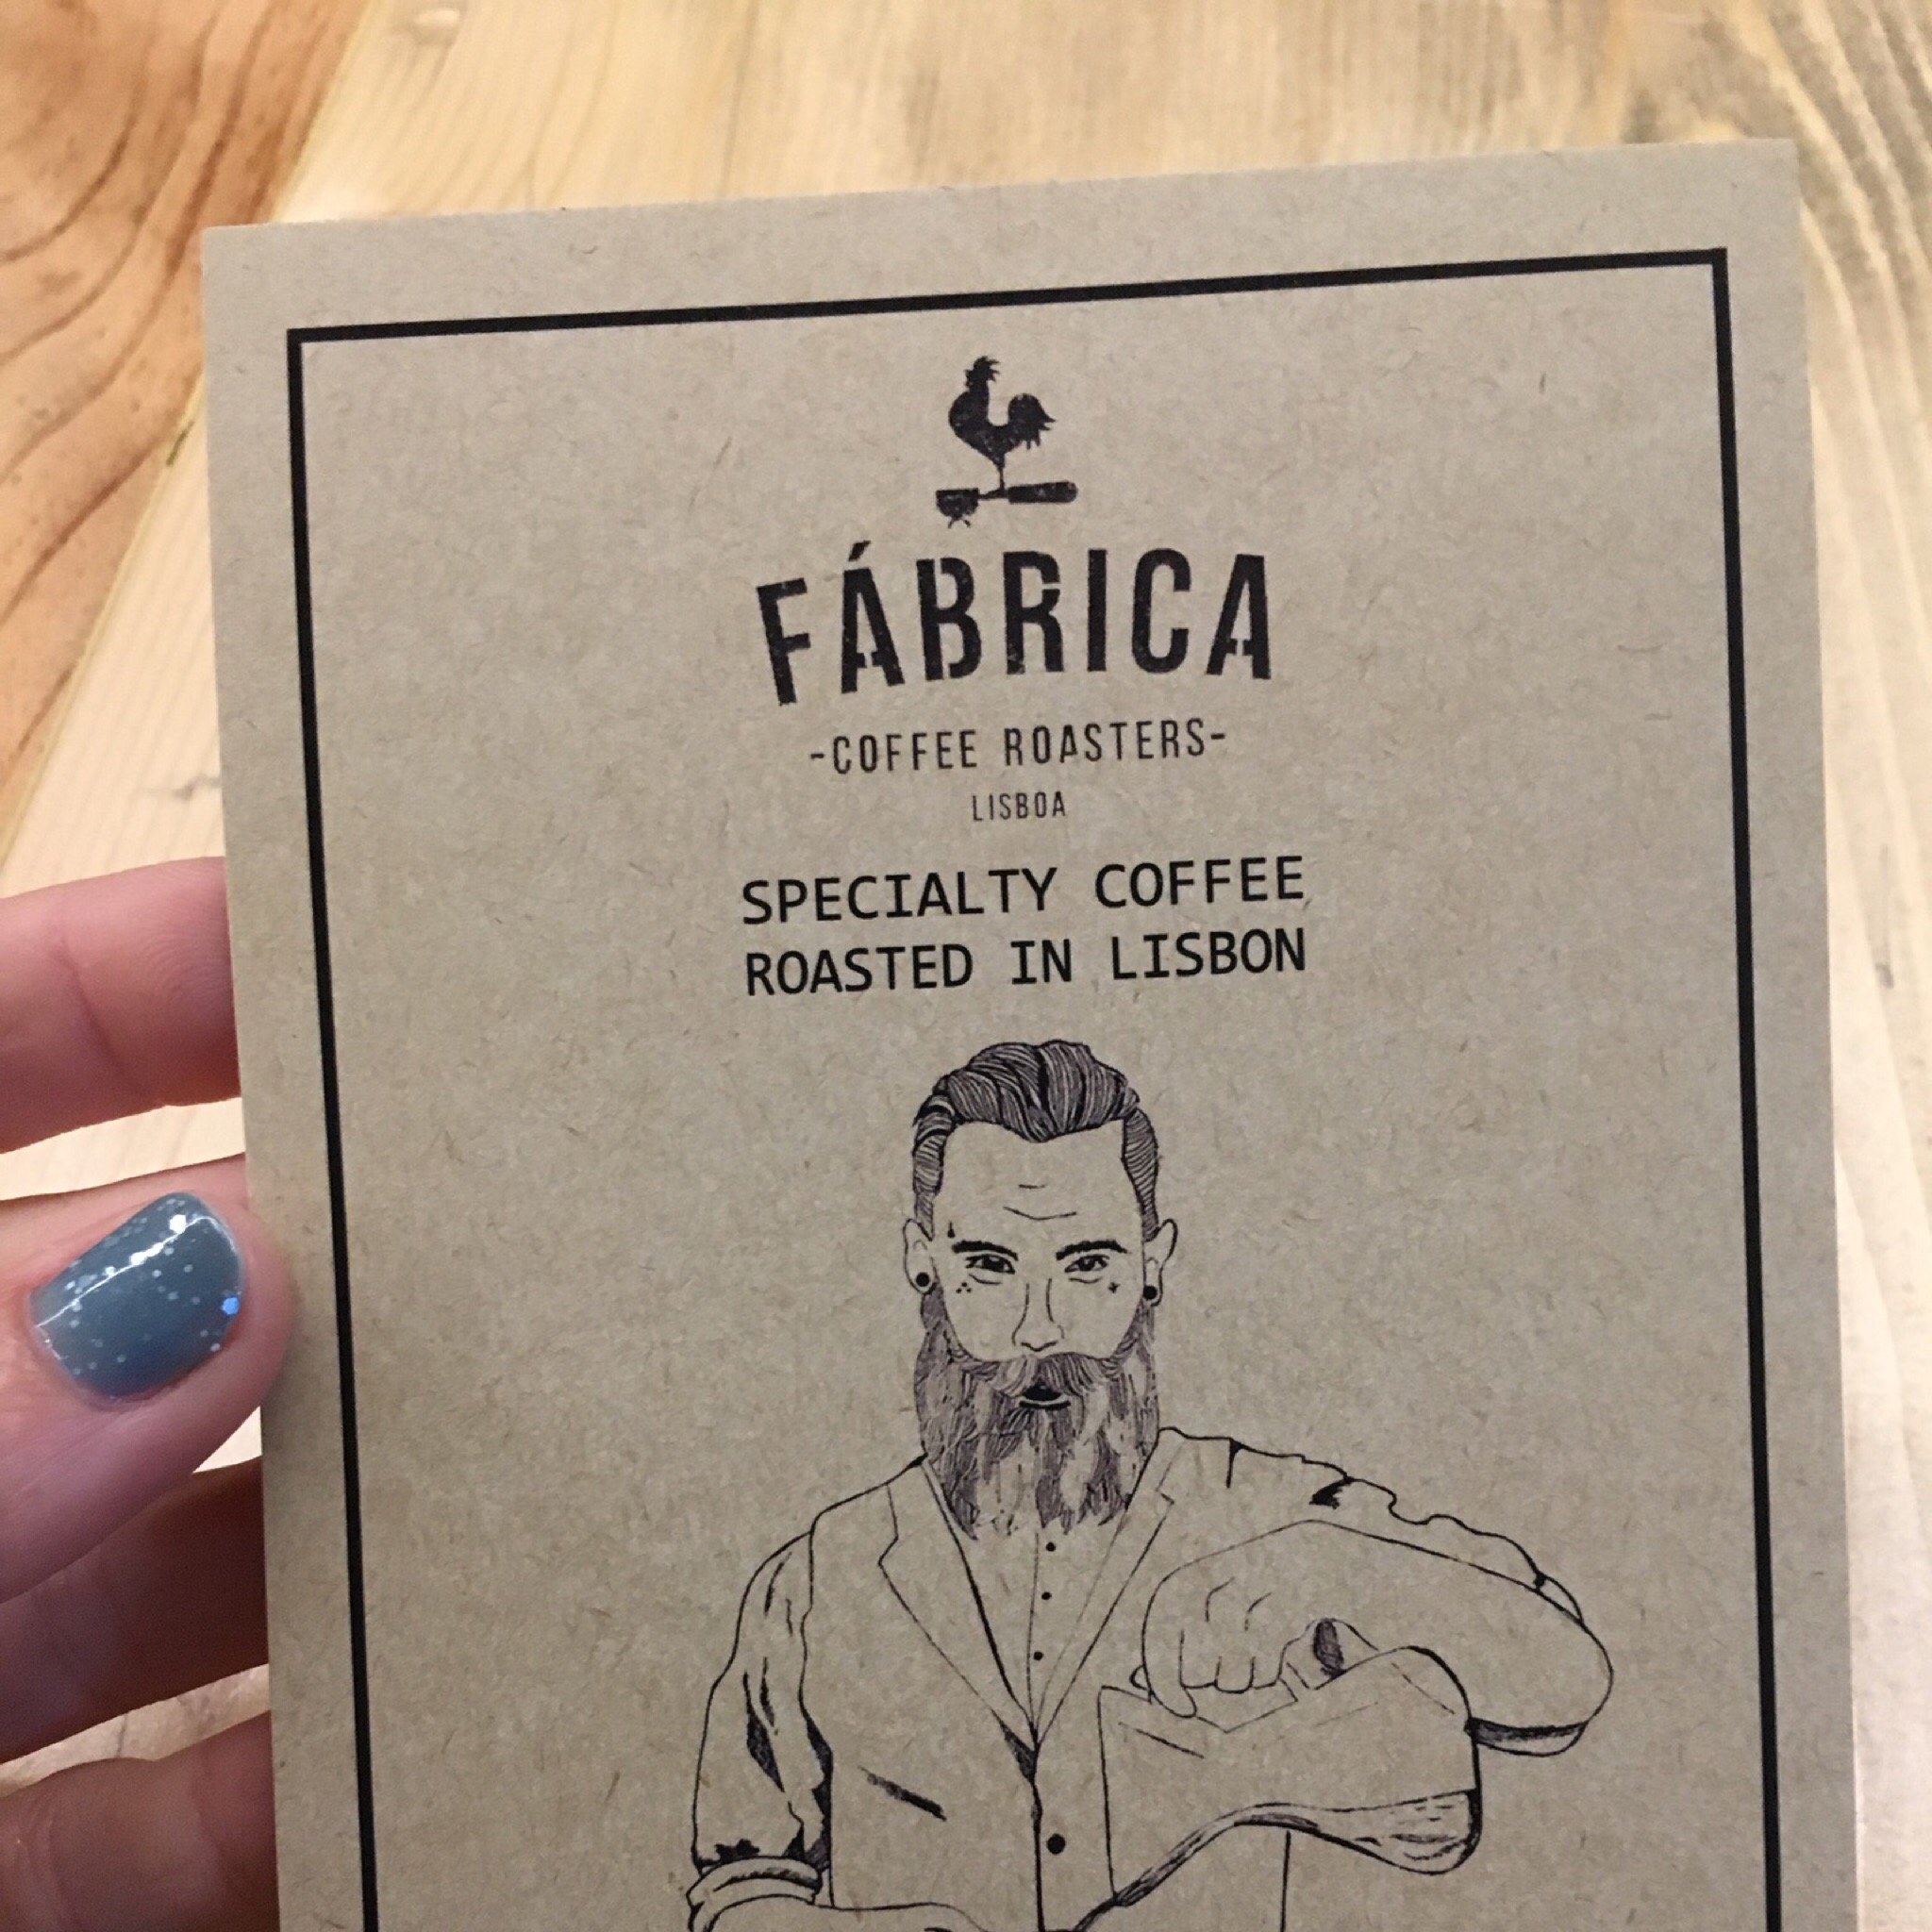 FÁBRICA
-COFFEE ROASTERS-
LISBOA
SPECIALTY COFFEE
ROASTED IN LISBON